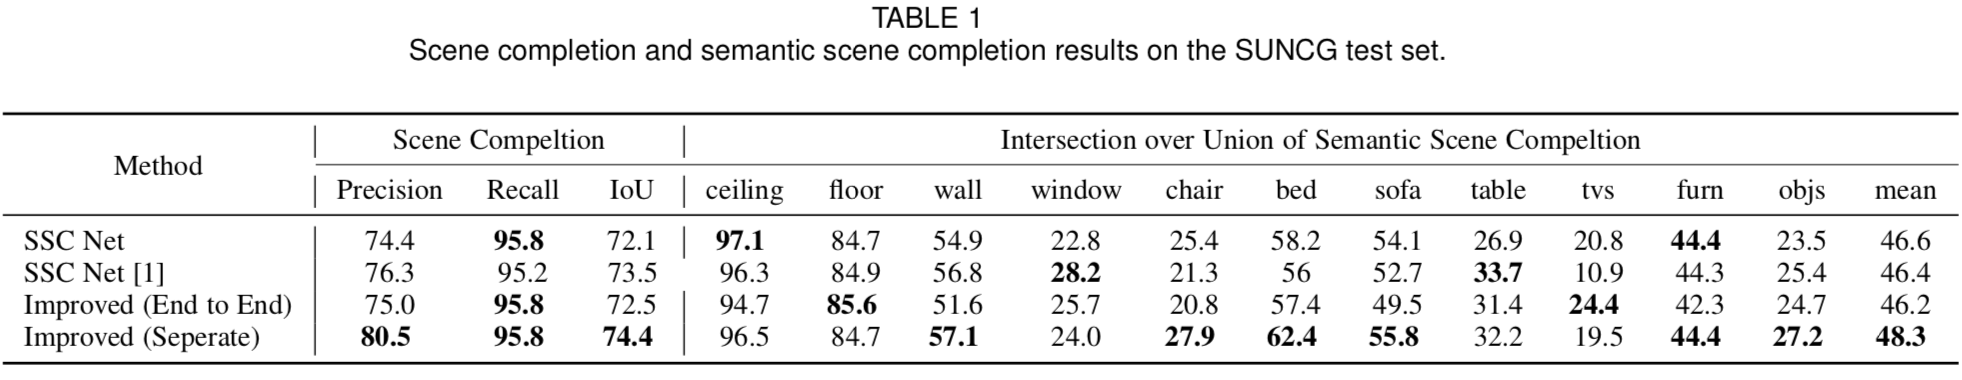 TABLE 1
Scene completion and semantic scene completion results on the SUNCG test set.
Method Scene Compeltion Intersection over Union of Semantic Scene Compeltion
Precision Recall IoU ceiling floor wall window chair bed sofa table tvs furn objs mean
SSC Net 74.4 95.8 72.1 97.1 84.7 54.9 22.8 25.4 58.2 54.1 26.9 20.8 44.4 23.5 46.6
SSC Net [1] 76.3 95.2 73.5 96.3 84.9 56.8 28.2 21.3 56 52.7 33.7 10.9 44.3 25.4 46.4
Improved (End to End) 75.0 95.8 72.5 94.7 85.6 51.6 25.7 20.8 57.4 49.5 31.4 24.4 42.3 24.7 46.2
Improved (Seperate) 80.5 95.8 74.4 96.5 84.7 57.1 24.0 27.9 62.4 55.8 32.2 19.5 44.4 27.2 48.3